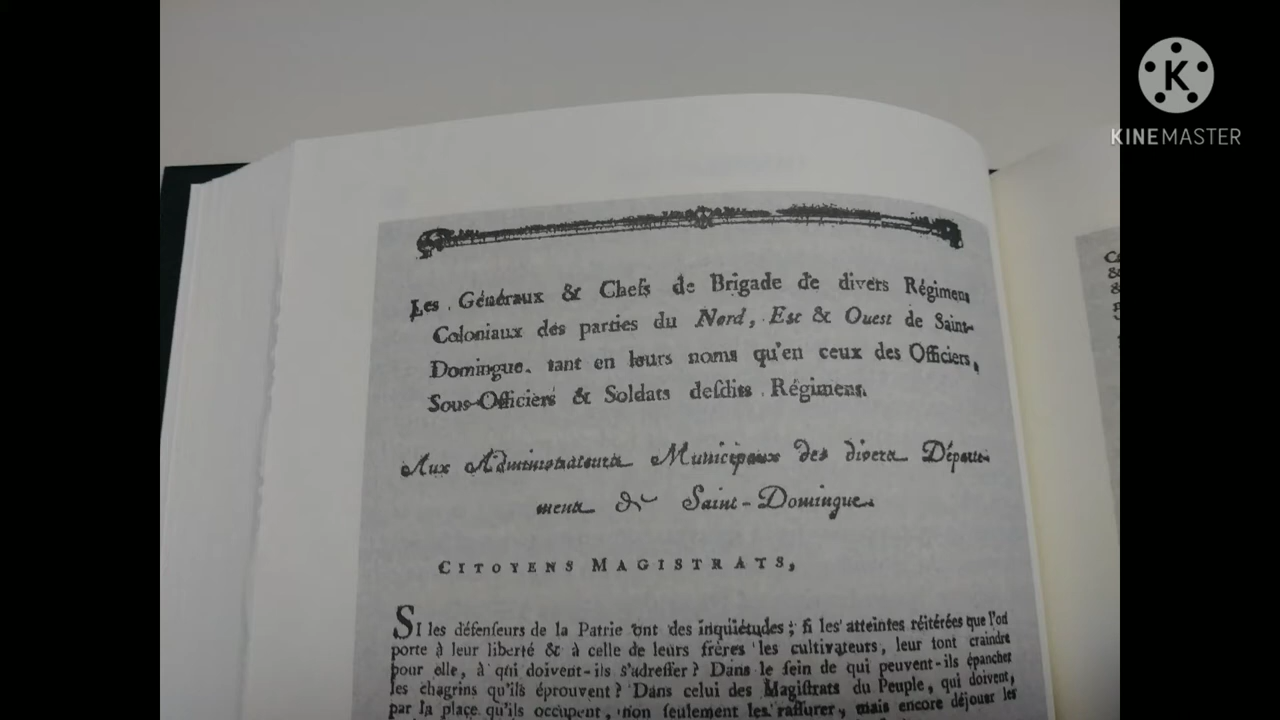 Les Généraux & Chefs de Brigade de divers Régimens
Coloniaux des parties du Nord, Est & Ouest de Saint-
Domingue, tant en leurs noms qu'en ceux des Officiers,
Sous-Officiers & Soldats deſdits Régimens.
Aux Administrateurs Municipaux des divers Départe-
mens de Saint-Domingue.
CITOYENS MAGISTRATS,
SI les défenſeurs de la Patrie ont des inquiétudes; ſi les atteintes réitérées que l'on
porte à leur liberté & à celle de leurs frères les cultivateurs, leur font craindre
pour elle, à qui doivent-ils s'adreſſer? Dans le ſein de qui peuvent-ils épancher
les chagrins qu'ils éprouvent? Dans celui des Magiſtrats du Peuple, qui doivent,
par la place qu'ils occupent, non ſeulement les raſſurer, mais encore déjouer les
K
KINEMASTER